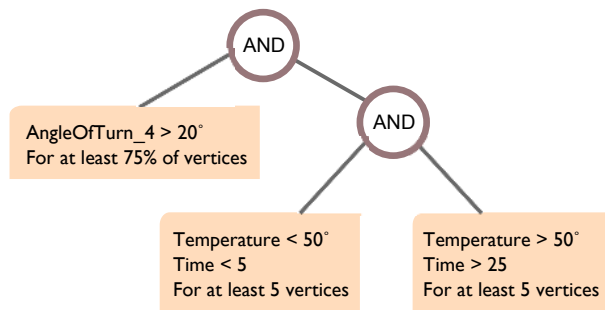 AND
AND
AngleOfTurn_4 > 20°
For at least 75% of vertices
Temperature < 50°
Time < 5
For at least 5 vertices
Temperature > 50°
Time > 25
For at least 5 vertices